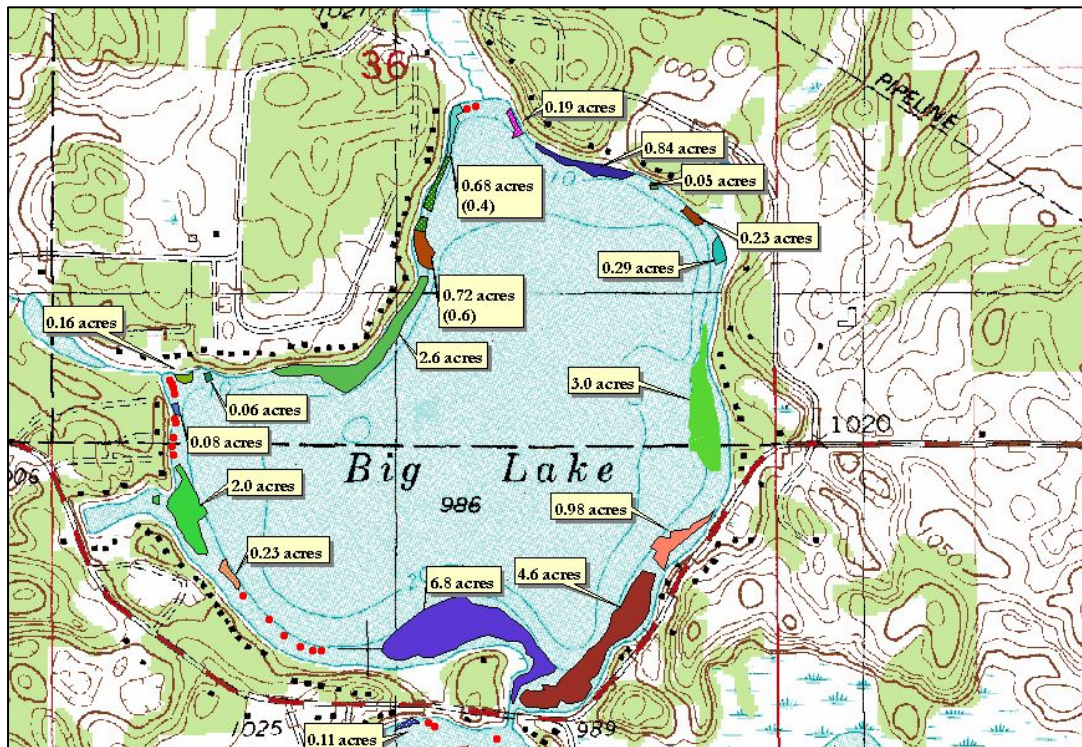 36
PIPELINE
0.19 acres
0.84 acres
0.05 acres
0.68 acres
(0.4)
0.23 acres
0.29 acres
0.72 acres
(0.6)
0.16 acres
2.6 acres
3.0 acres
0.06 acres
1020
0.08 acres
Big Lake
2.0 acres
986
0.98 acres
0.23 acres
6.8 acres
4.6 acres
1025
989
0.11 acres